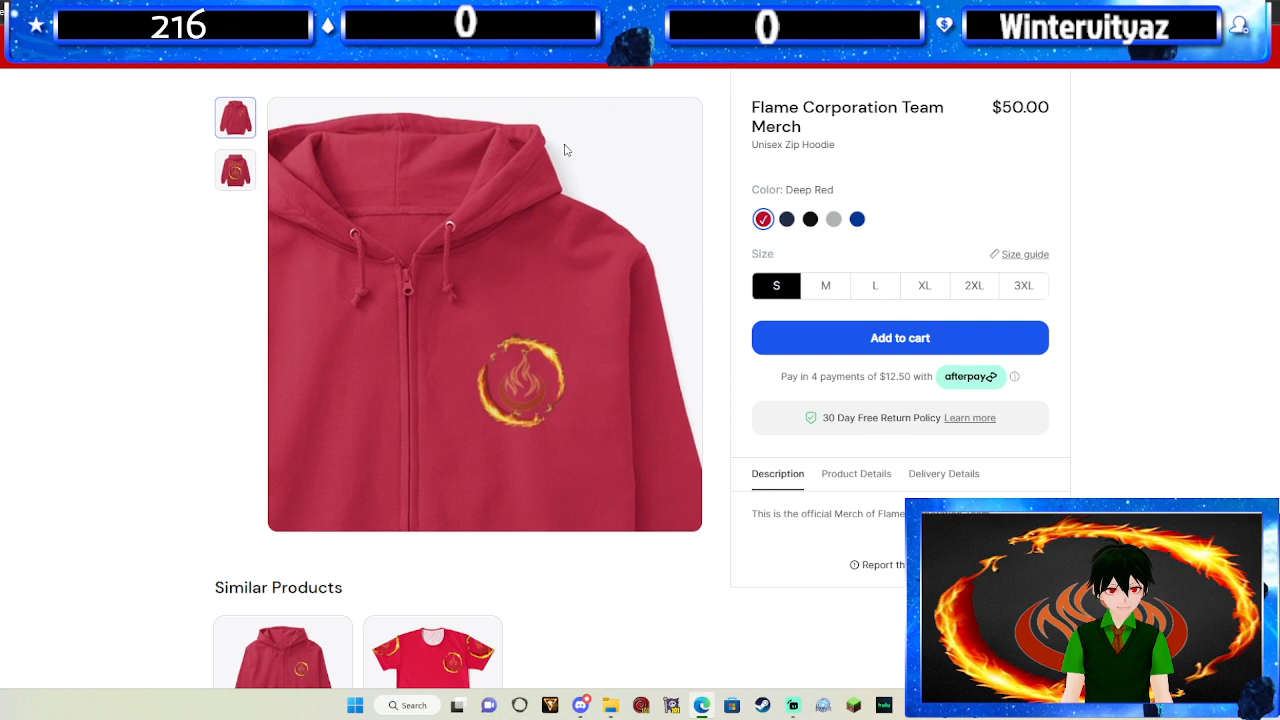 216
0
0
Winteruityaz
Flame Corporation Team
Merch
$50.00
Unisex Zip Hoodie
Color: Deep Red
Size
Size guide
S
M
L
XL
2XL
3XL
Add to cart
Pay in 4 payments of $12.50 with afterpay
30 Day Free Return Policy Learn more
Description
Product Details
Delivery Details
This is the official Merch of Flame
Report th
Similar Products
Search
hulu